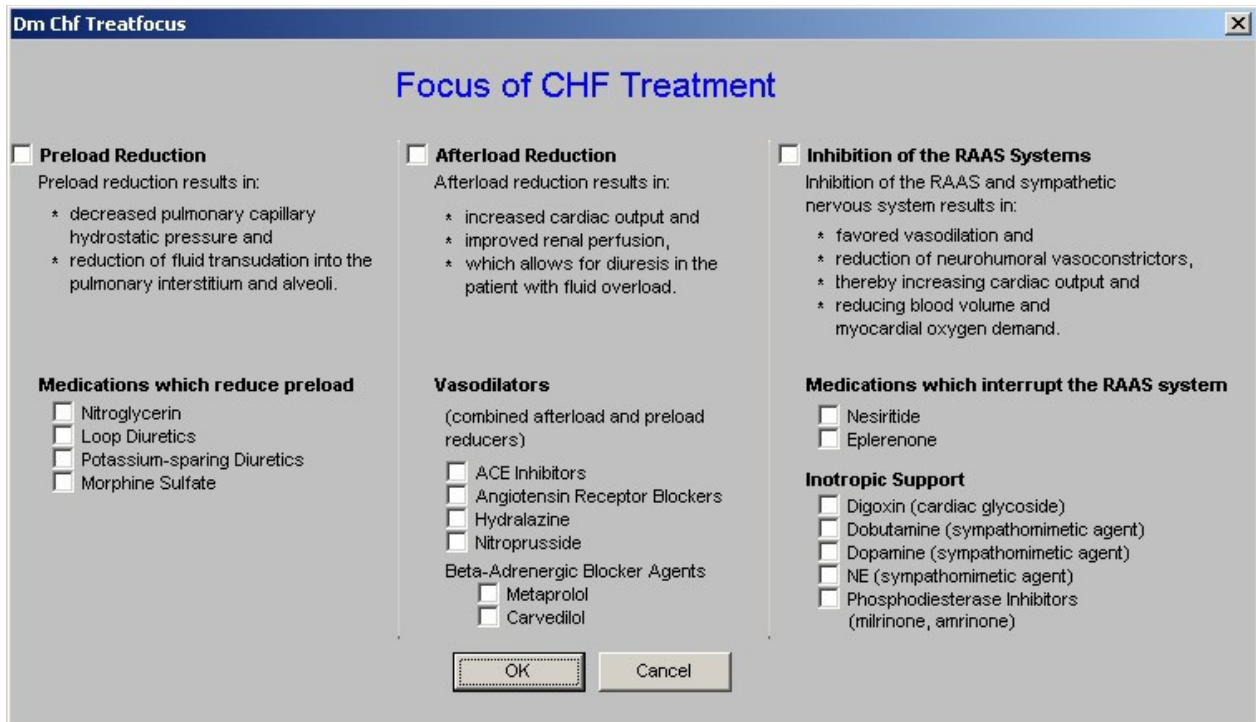 Dm Chf Treatfocus
Focus of CHF Treatment
Preload Reduction
Preload reduction results in:
* decreased pulmonary capillary
hydrostatic pressure and
* reduction of fluid transudation into the
pulmonary interstitium and alveoli.
Medications which reduce preload
Nitroglycerin
Loop Diuretics
Potassium-sparing Diuretics
Morphine Sulfate
Afterload Reduction
Afterload reduction results in:
* increased cardiac output and
* improved renal perfusion,
* which allows for diuresis in the
patient with fluid overload.
Vasodilators
(combined afterload and preload
reducers)
ACE Inhibitors
Angiotensin Receptor Blockers
Hydralazine
Nitroprusside
Beta-Adrenergic Blocker Agents
Metaprolol
Carvedilol
Inhibition of the RAAS Systems
Inhibition of the RAAS and sympathetic
nervous system results in:
* favored vasodilation and
* reduction of neurohumoral vasoconstrictors,
* thereby increasing cardiac output and
* reducing blood volume and
myocardial oxygen demand.
Medications which interrupt the RAAS system
Nesiritide
Eplerenone
Inotropic Support
Digoxin (cardiac glycoside)
Dobutamine (sympathomimetic agent)
Dopamine (sympathomimetic agent)
NE (sympathomimetic agent)
Phosphodiesterase Inhibitors
(milrinone, amrinone)
OK
Cancel